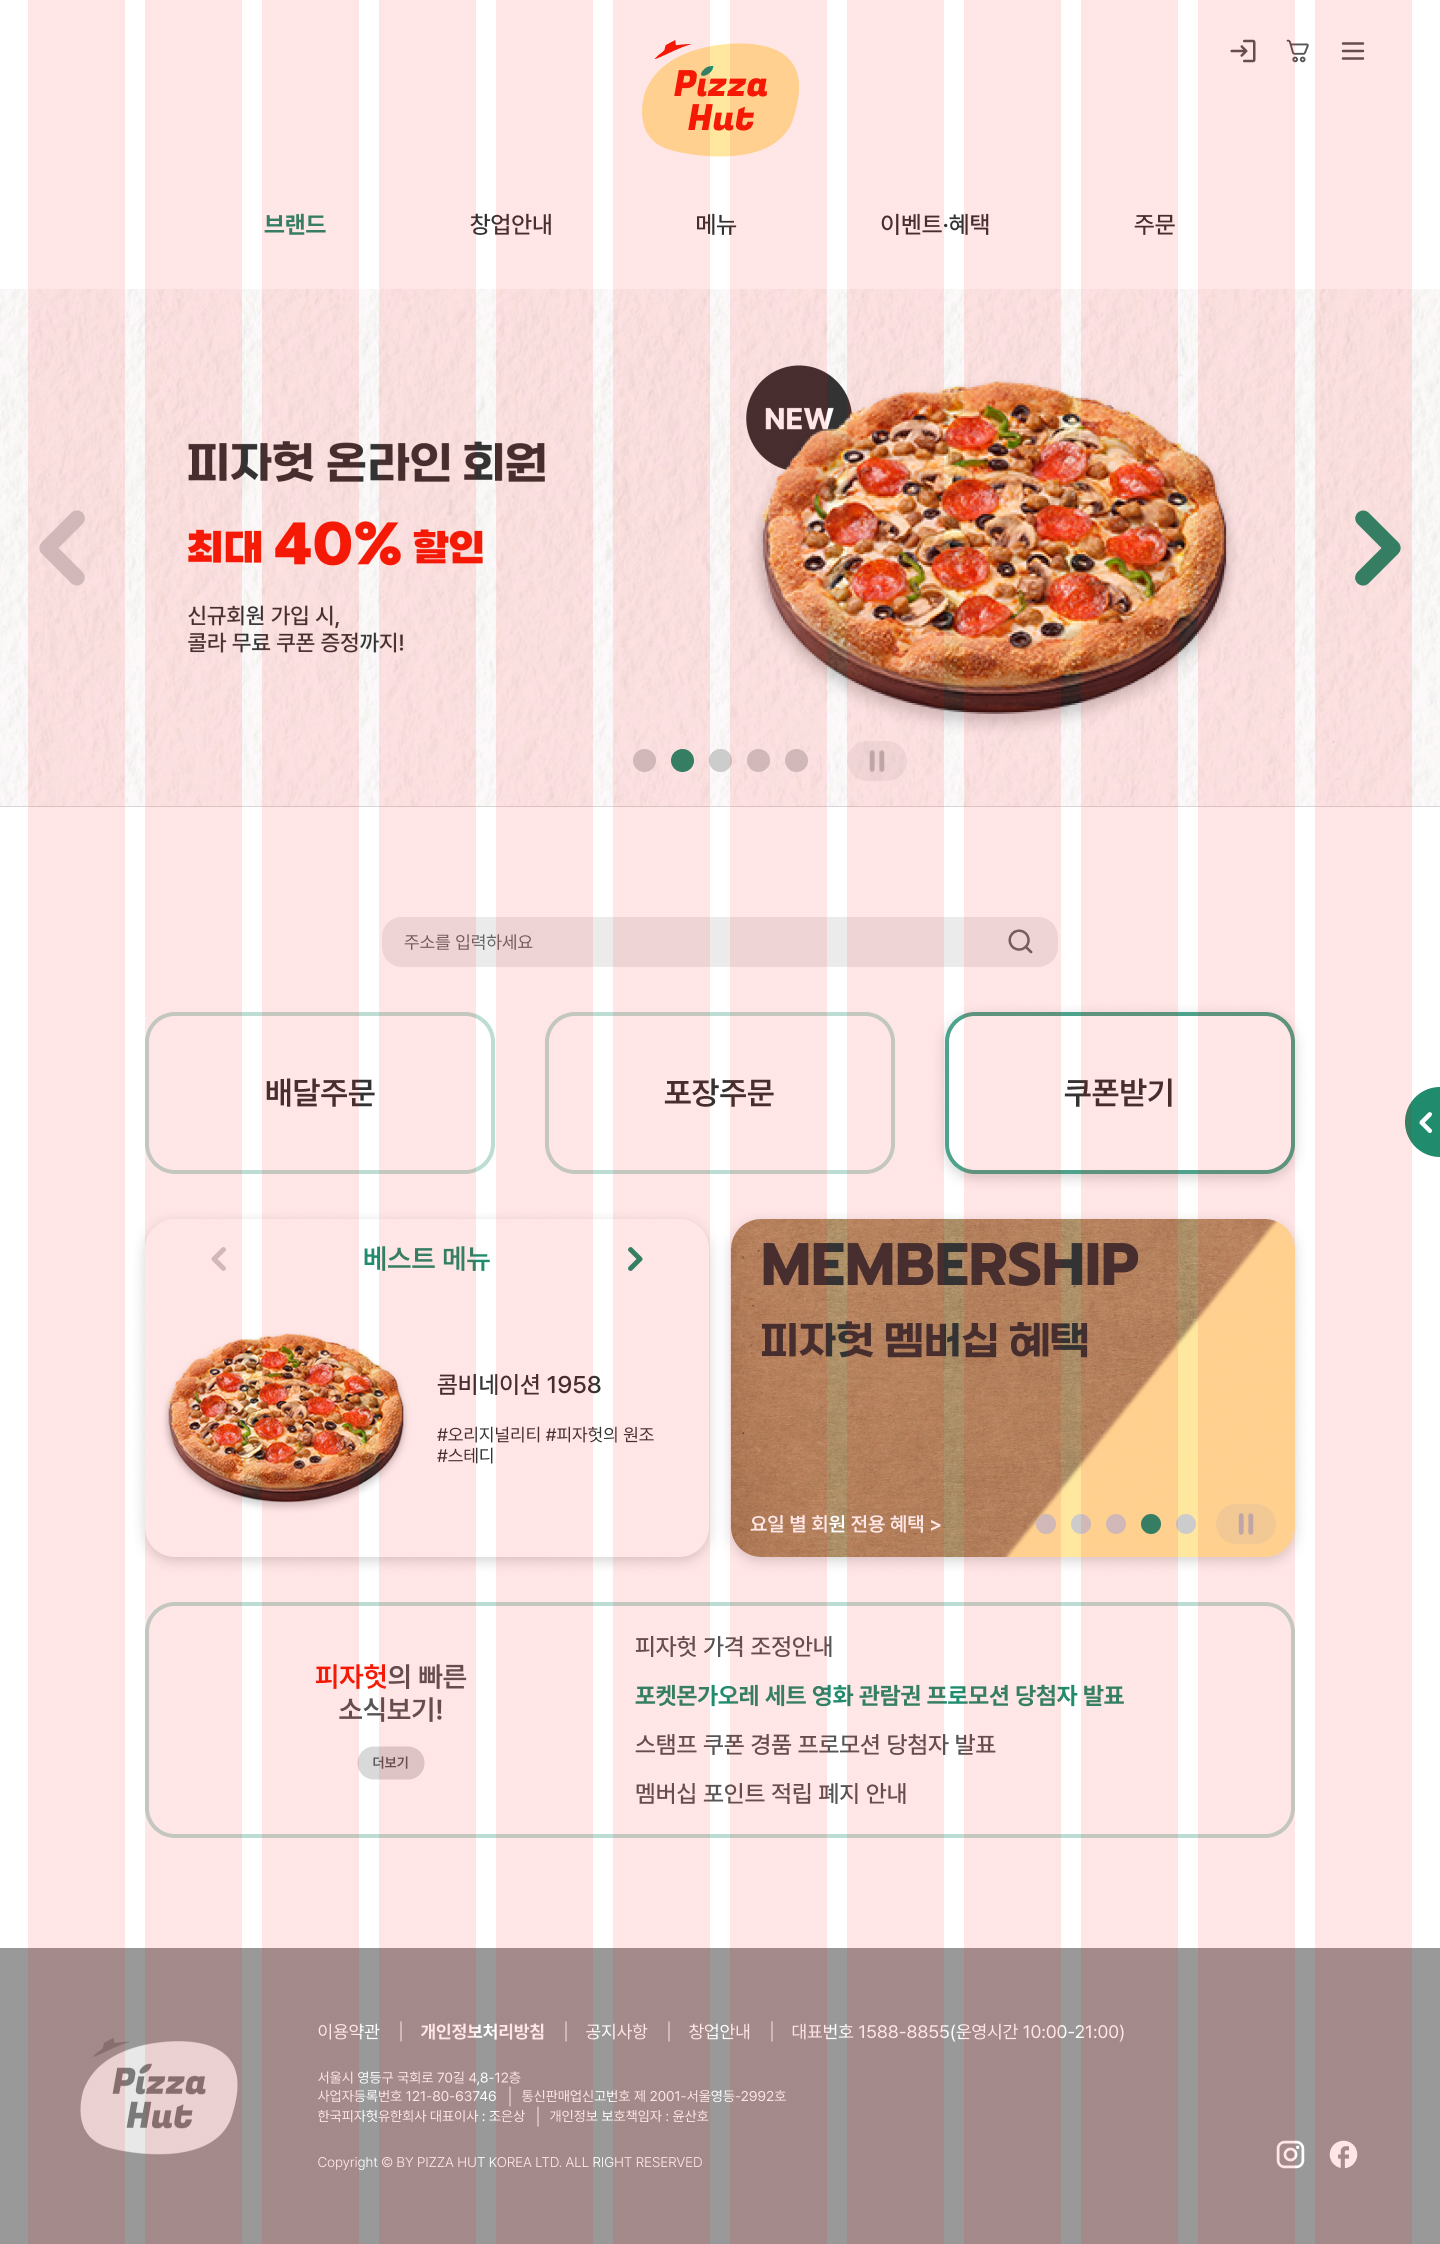 Pizza
Hut
브랜드
창업안내
메뉴
이벤트·혜택
주문
NEW
피자헛 온라인 회원
최대 40% 할인
신규회원 가입 시,
콜라 무료 쿠폰 증정까지!
주소를 입력하세요
배달주문
포장주문
쿠폰받기
베스트 메뉴
콤비네이션 1958
#오리지널리티 #피자헛의 원조
#스테디
MEMBERSHIP
피자헛 멤버십 혜택
요일 별 회원 전용 혜택 >
피자헛의 빠른
소식보기!
더보기
피자헛 가격 조정안내
포켓몬가오레 세트 영화 관람권 프로모션 당첨자 발표
스탬프 쿠폰 경품 프로모션 당첨자 발표
멤버십 포인트 적립 폐지 안내
Pizza
Hut
이용약관 | 개인정보처리방침 | 공지사항 | 창업안내 | 대표번호 1588-8855(운영시간 10:00-21:00)
서울시 영등구 국회로 70길 4,8-12층
사업자등록번호 121-80-63746 | 통신판매업신고번호 제 2001-서울영등-2992호
한국피자헛유한회사 대표이사 : 조은상 | 개인정보 보호책임자 : 윤산호
Copyright © BY PIZZA HUT KOREA LTD. ALL RIGHT RESERVED